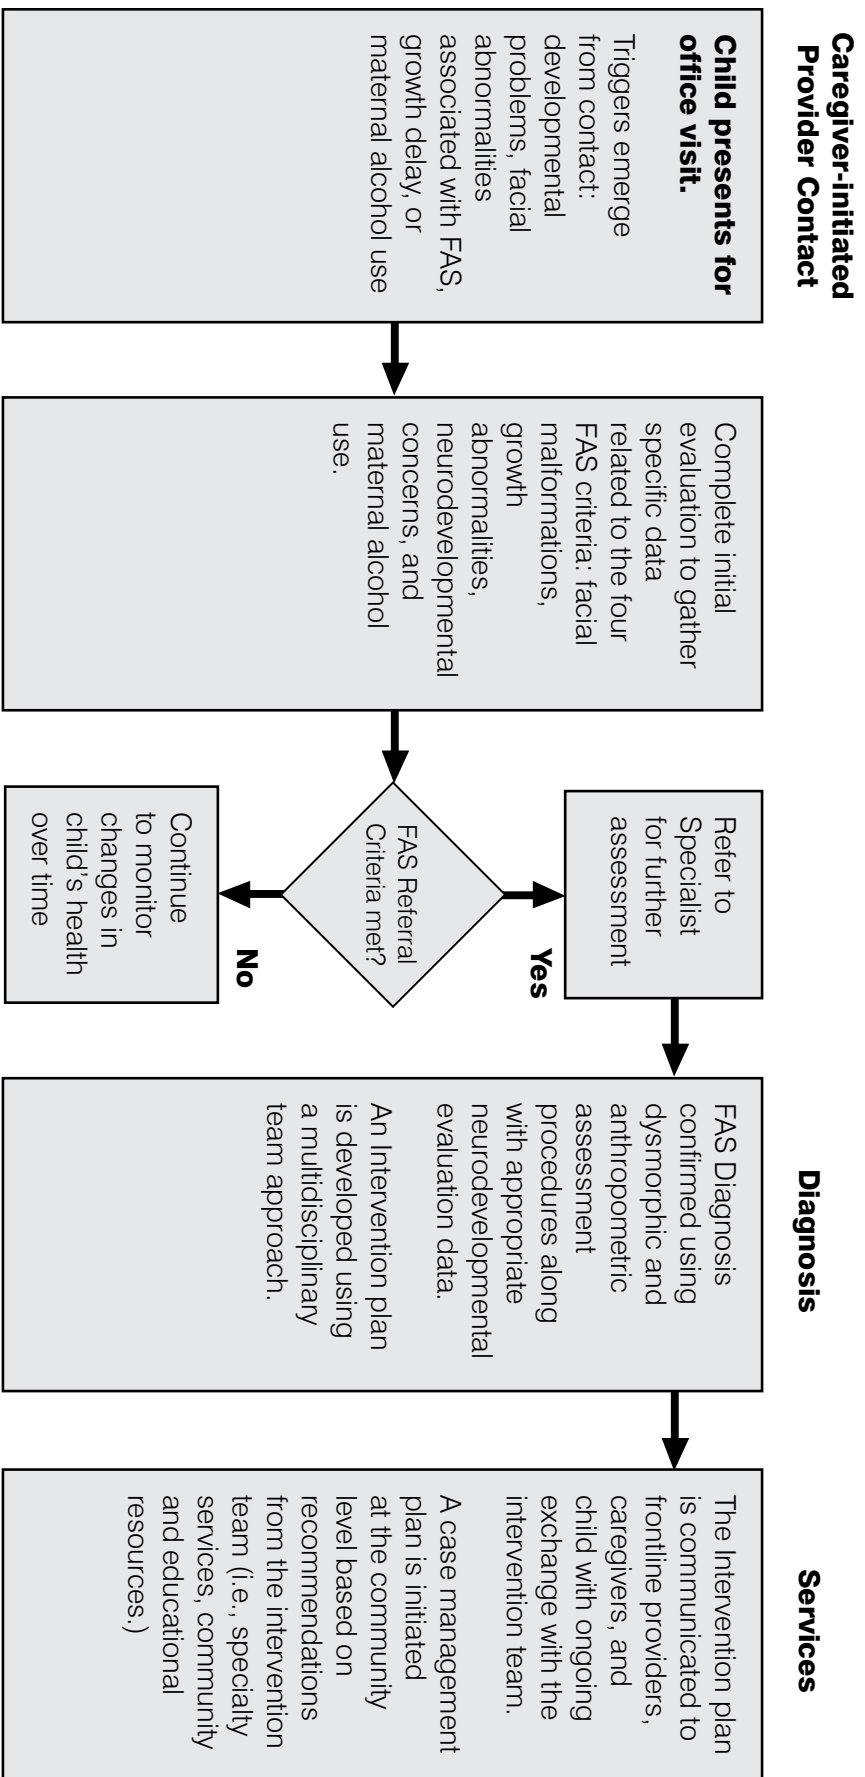 Caregiver-initiated
Provider Contact
Child presents for
office visit.
Triggers emerge
from contact:
developmental
problems, facial
abnormalities
associated with FAS,
growth delay, or
maternal alcohol use
Complete initial
evaluation to gather
specific data
related to the four
FAS criteria: facial
malformations,
growth
abnormalities,
neurodevelopmental
concerns, and
maternal alcohol
use.
FAS Referral
Criteria met?
Yes
Refer to
Specialist
for further
assessment
No
Continue
to monitor
changes in
child's health
over time
Diagnosis
FAS Diagnosis
confirmed using
dysmorphic and
anthropometric
assessment
procedures along
with appropriate
neurodevelopmental
evaluation data.
An Intervention plan
is developed using
a multidisciplinary
team approach.
Services
The Intervention plan
is communicated to
frontline providers,
caregivers, and
child with ongoing
exchange with the
intervention team.
A case management
plan is initiated
at the community
level based on
recommendations
from the intervention
team (i.e., specialty
services, community
and educational
resources.)